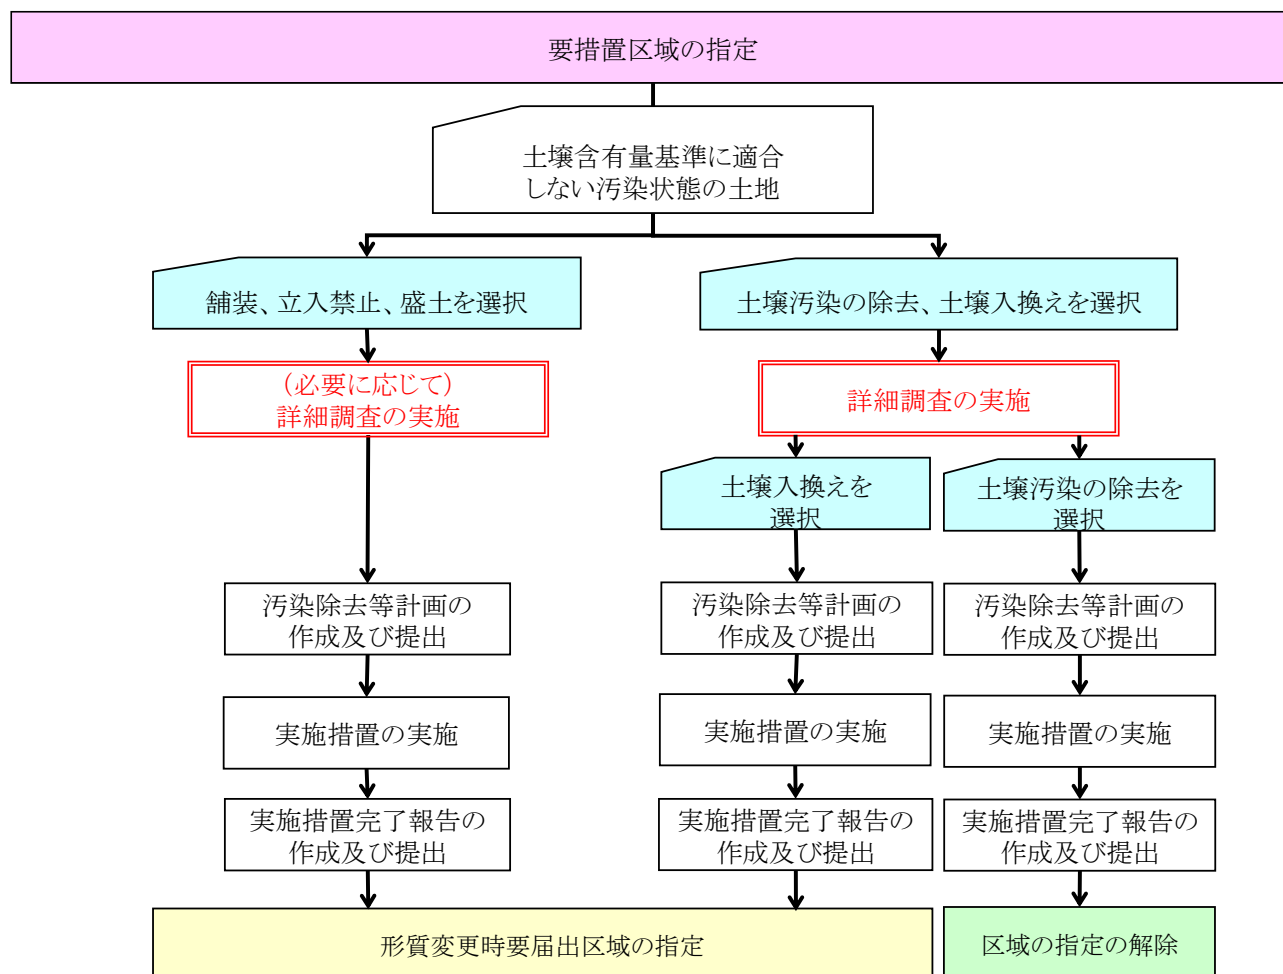 要措置区域の指定
土壌含有量基準に適合
しない汚染状態の土地
舗装、立入禁止、盛土を選択
土壌汚染の除去、土壌入換えを選択
（必要に応じて）
詳細調査の実施
詳細調査の実施
土壌入換えを
選択
土壌汚染の除去を
選択
汚染除去等計画の
作成及び提出
汚染除去等計画の
作成及び提出
汚染除去等計画の
作成及び提出
実施措置の実施
実施措置の実施
実施措置の実施
実施措置完了報告の
作成及び提出
実施措置完了報告の
作成及び提出
実施措置完了報告の
作成及び提出
形質変更時要届出区域の指定
区域の指定の解除